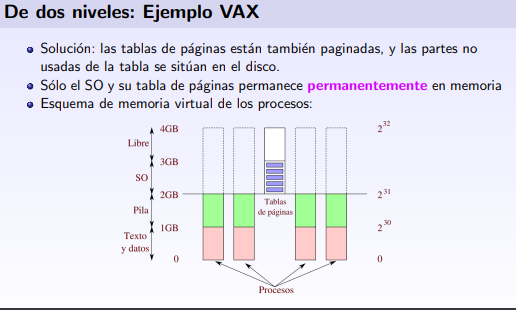 De dos niveles: Ejemplo VAX
Solución: las tablas de páginas están también paginadas, y las partes no
usadas de la tabla se sitúan en el disco.
Sólo el SO y su tabla de páginas permanece permanentemente en memoria
Esquema de memoria virtual de los procesos:
4GB
2^32
Libre
3GB
SO
2GB
2^31
Tablas
de páginas
Pila
1GB
2^30
Texto
y datos
0
0
Procesos